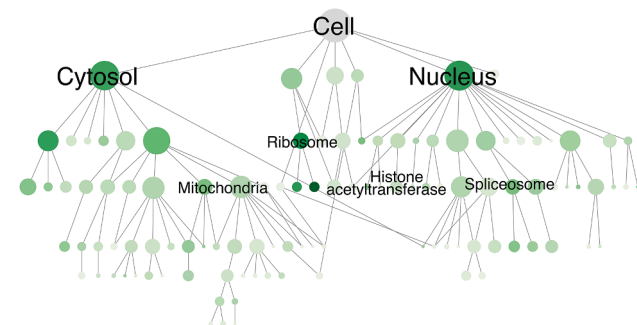 Cell
Cytosol
Nucleus
Ribosome
Mitochondria
Histone
acetyltransferase
Spliceosome